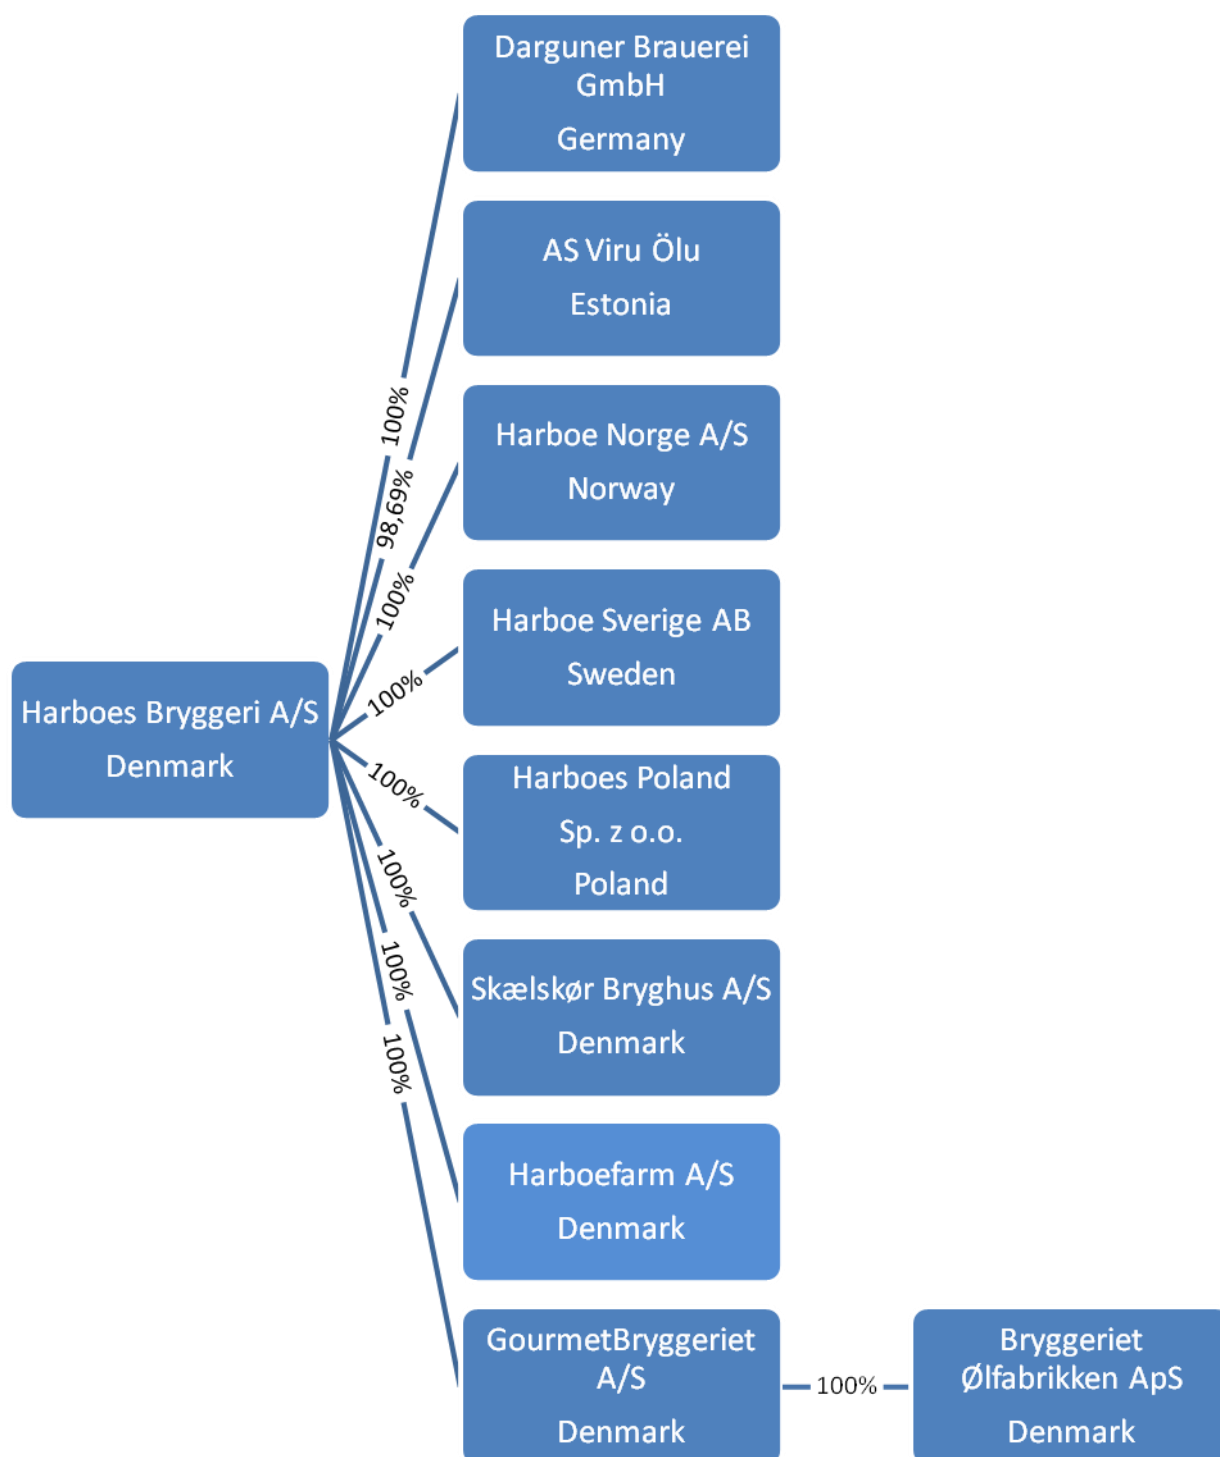 Darguner Brauerei
GmbH
Germany
AS Viru Ölu
Estonia
Harboe Norge A/S
Norway
Harboe Sverige AB
Sweden
Harboes Poland
Sp. z o.o.
Poland
Skælskør Bryghus A/S
Denmark
Harboefarm A/S
Denmark
GourmetBryggeriet
A/S
Denmark
Harboes Bryggeri A/S
Denmark
100%
98,69%
100%
100%
100%
100%
100%
100%
100%
Bryggeriet
Ølfabrikken ApS
Denmark